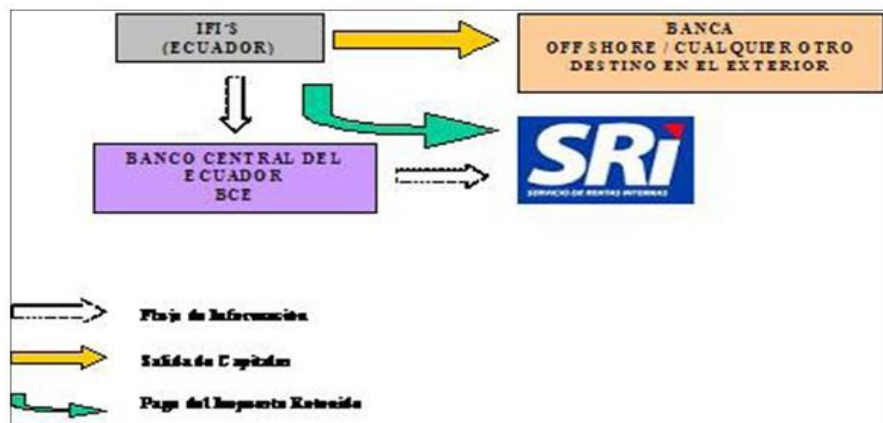 IFI´S
(ECUADOR)
BANCA
OFF SHORE / CUALQUIER OTRO
DESTINO EN EL EXTERIOR
BANCO CENTRAL DEL
ECUADOR
BCE
SRi
SERVICIO DE RENTAS INTERNAS
Flujo de Información
Salida de Capitales
Pago del Impuesto Retenido